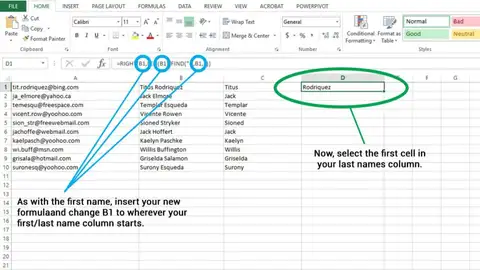 FILE HOME INSERT PAGE LAYOUT FORMULAS DATA REVIEW VIEW ACROBAT POWERPIVOT
Cut
Copy
Format Painter
Clipboard
Calibri 11
Font
Wrap Text
Merge & Center
Alignment
General
Number
Conditional Formatting
Format as Table
Normal Bad
Good Neutral
Styles
D1 =RIGH B1, (B1 FIND(" ",B1,1
A B C D E
1 tit.rodriquez@bing.com Titus Rodriquez Titus Rodriquez
2 ja_elmore@yahoo.ca Jack Elmore Jack
3 temesqu@freespace.com Templar Esqueda Templar
4 vicent.row@yoohoo.com Vicente Rowen Vicente
5 sion_str@freewebmail.com Sioned Stryker Sioned
6 jachoffe@webmail.com Jack Hoffert Jack
7 kaelpasch@yoohoo.com Kaelyn Paschke Kaelyn
8 wi.buff@msn.com Willis Buffington Willis
9 grisala@hotmail.com Griselda Salamon Griselda
10 suronesq@yoohoo.com Surony Esqueda Surony
11
12
13
14
15
16
17
18
19
20
21
Now, select the first cell in
your last names column.
As with the first name, insert your new
formulaand change B1 to wherever your
first/last name column starts.